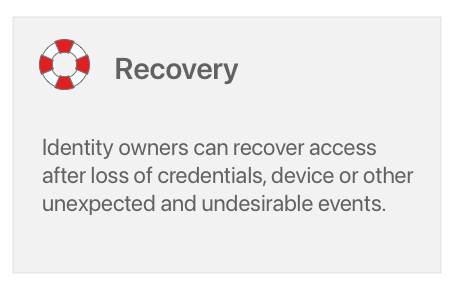 Recovery
Identity owners can recover access
after loss of credentials, device or other
unexpected and undesirable events.